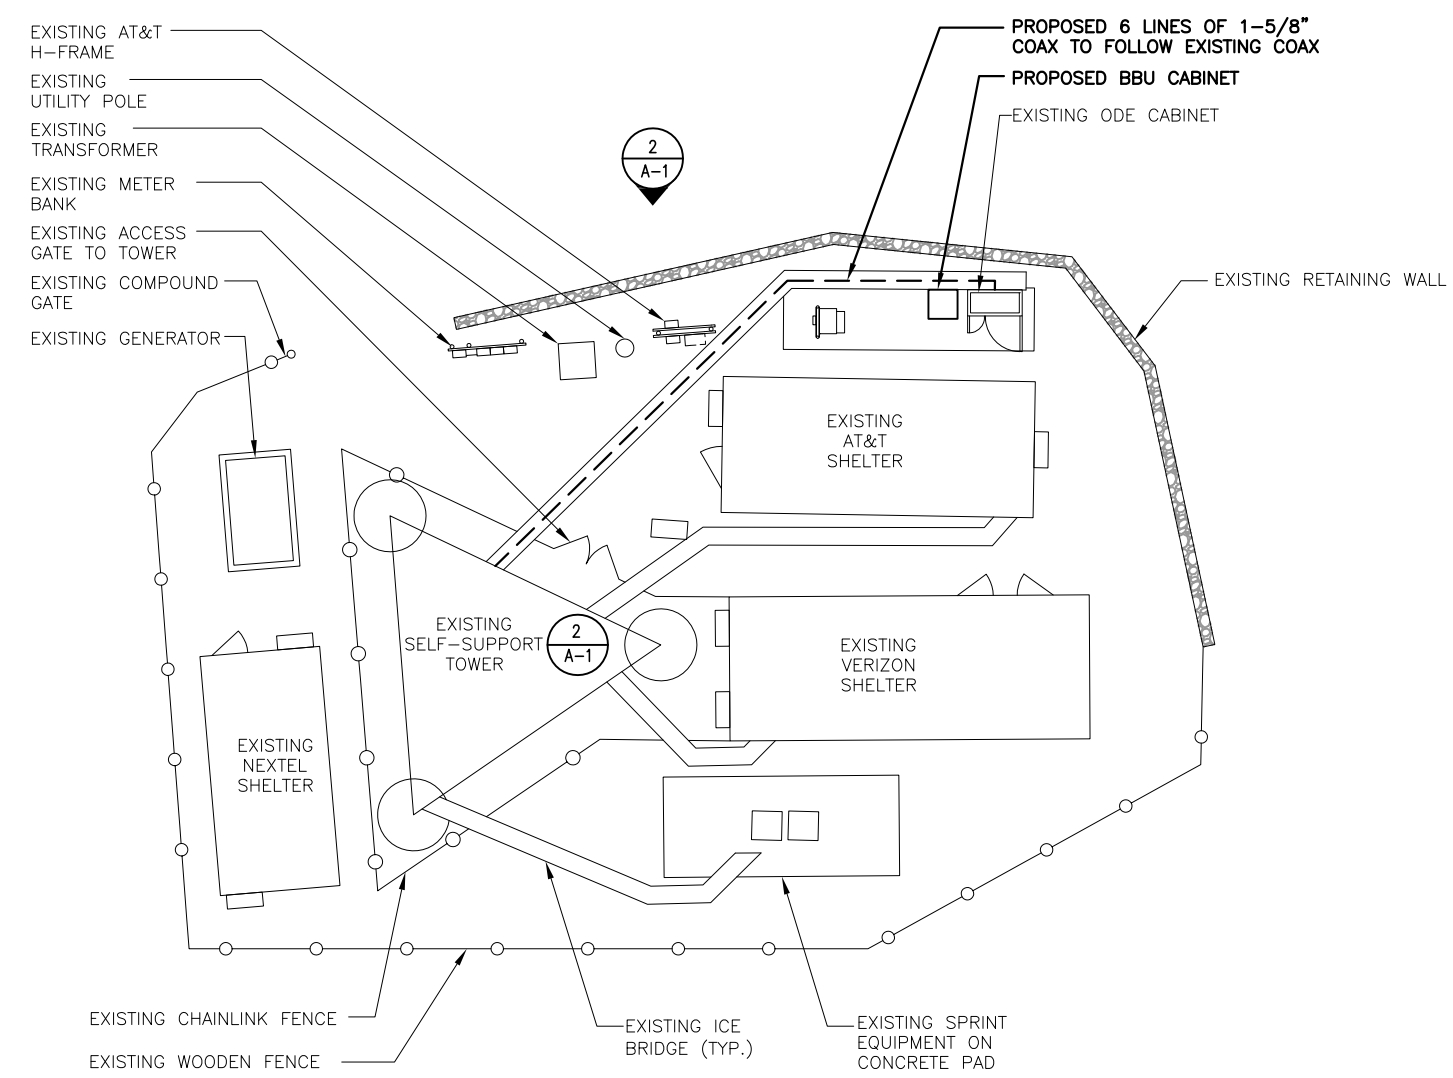 EXISTING AT&T
H-FRAME
EXISTING
UTILITY POLE
EXISTING
TRANSFORMER
EXISTING METER
BANK
EXISTING ACCESS
GATE TO TOWER
EXISTING COMPOUND
GATE
EXISTING GENERATOR
2
A-1
PROPOSED 6 LINES OF 1-5/8"
COAX TO FOLLOW EXISTING COAX
PROPOSED BBU CABINET
EXISTING ODE CABINET
EXISTING RETAINING WALL
EXISTING
AT&T
SHELTER
EXISTING
SELF-SUPPORT
TOWER
2
A-1
EXISTING
VERIZON
SHELTER
EXISTING
NEXTEL
SHELTER
EXISTING CHAINLINK FENCE
EXISTING WOODEN FENCE
EXISTING ICE
BRIDGE (TYP.)
EXISTING SPRINT
EQUIPMENT ON
CONCRETE PAD